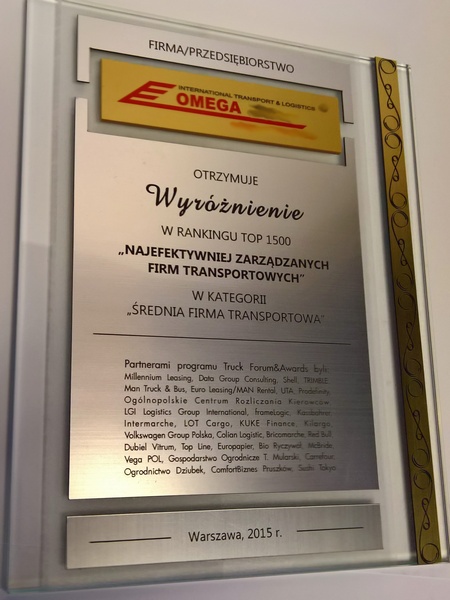 FIRMA/PRZEDSIĘBIORSTWO
INTERNATIONAL TRANSPORT & LOGISTICS
OMEGA
OTRZYMUJE
Wyróżnienie
W RANKINGU TOP 1500
„NAJEFEKTYWNIEJ ZARZĄDZANYCH
FIRM TRANSPORTOWYCH"
W KATEGORII
„ŚREDNIA FIRMA TRANSPORTOWA"
Partnerami programu Truck Forum&Awards byli:
Millennium Leasing, Data Group Consulting, Shell, TRIMBLE,
Man Truck & Bus, Euro Leasing/MAN Rental, UTA, Prodefinity
Ogólnopolskie Centrum Rozliczania Kierowców,
LGI Logistics Group International, frameLogic,
Intermarche, LOT Cargo, KUKE Finance, Kilargo,
Volkswagen Group Polska, Colian Logistic, Bricomarche, Red Bull
Dubiel Vitrum, Top Line, Europapier, Bio Ryczywół, McBride,
Vega POL, Gospodarstwo Ogrodnicze T. Mularski, Carrefour,
Ogrodnictwo Dziubek, ComfortBiznes Pruszków, Sushi Tokyo
Warszawa, 2015 r.